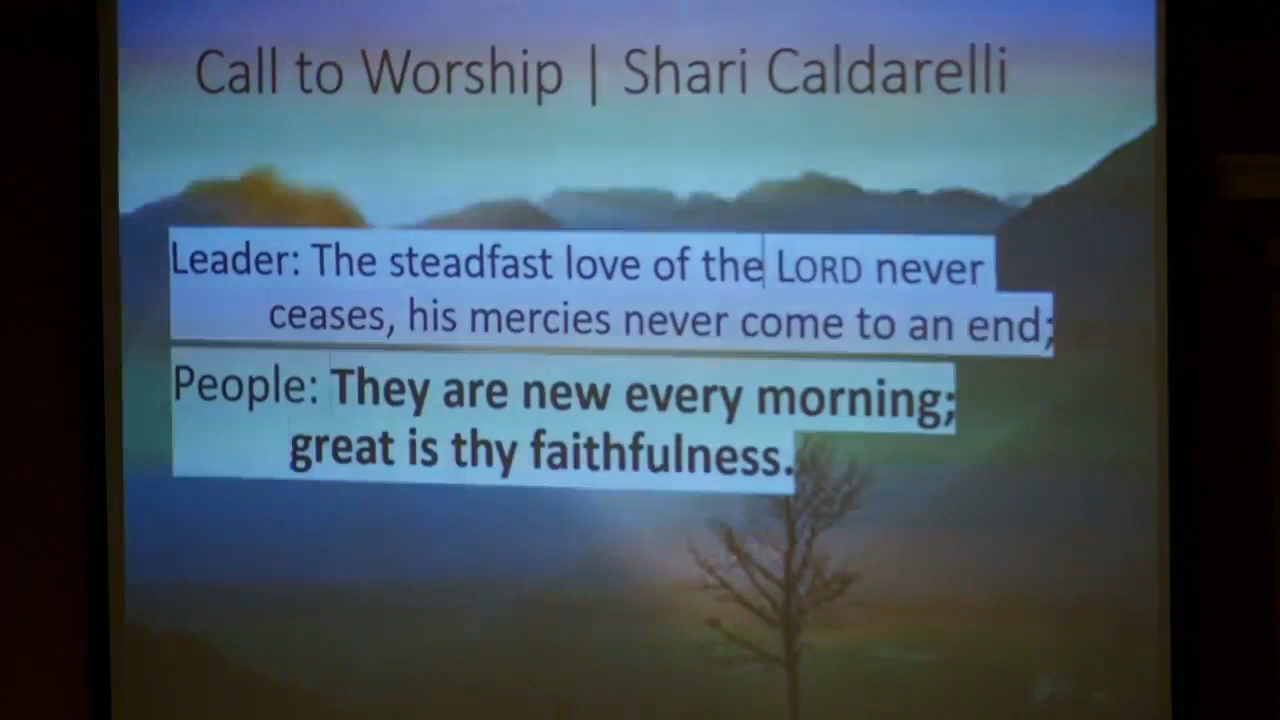 Call to Worship | Shari Caldarelli
Leader: The steadfast love of the LORD never
ceases, his mercies never come to an end;
People: They are new every morning;
great is thy faithfulness.